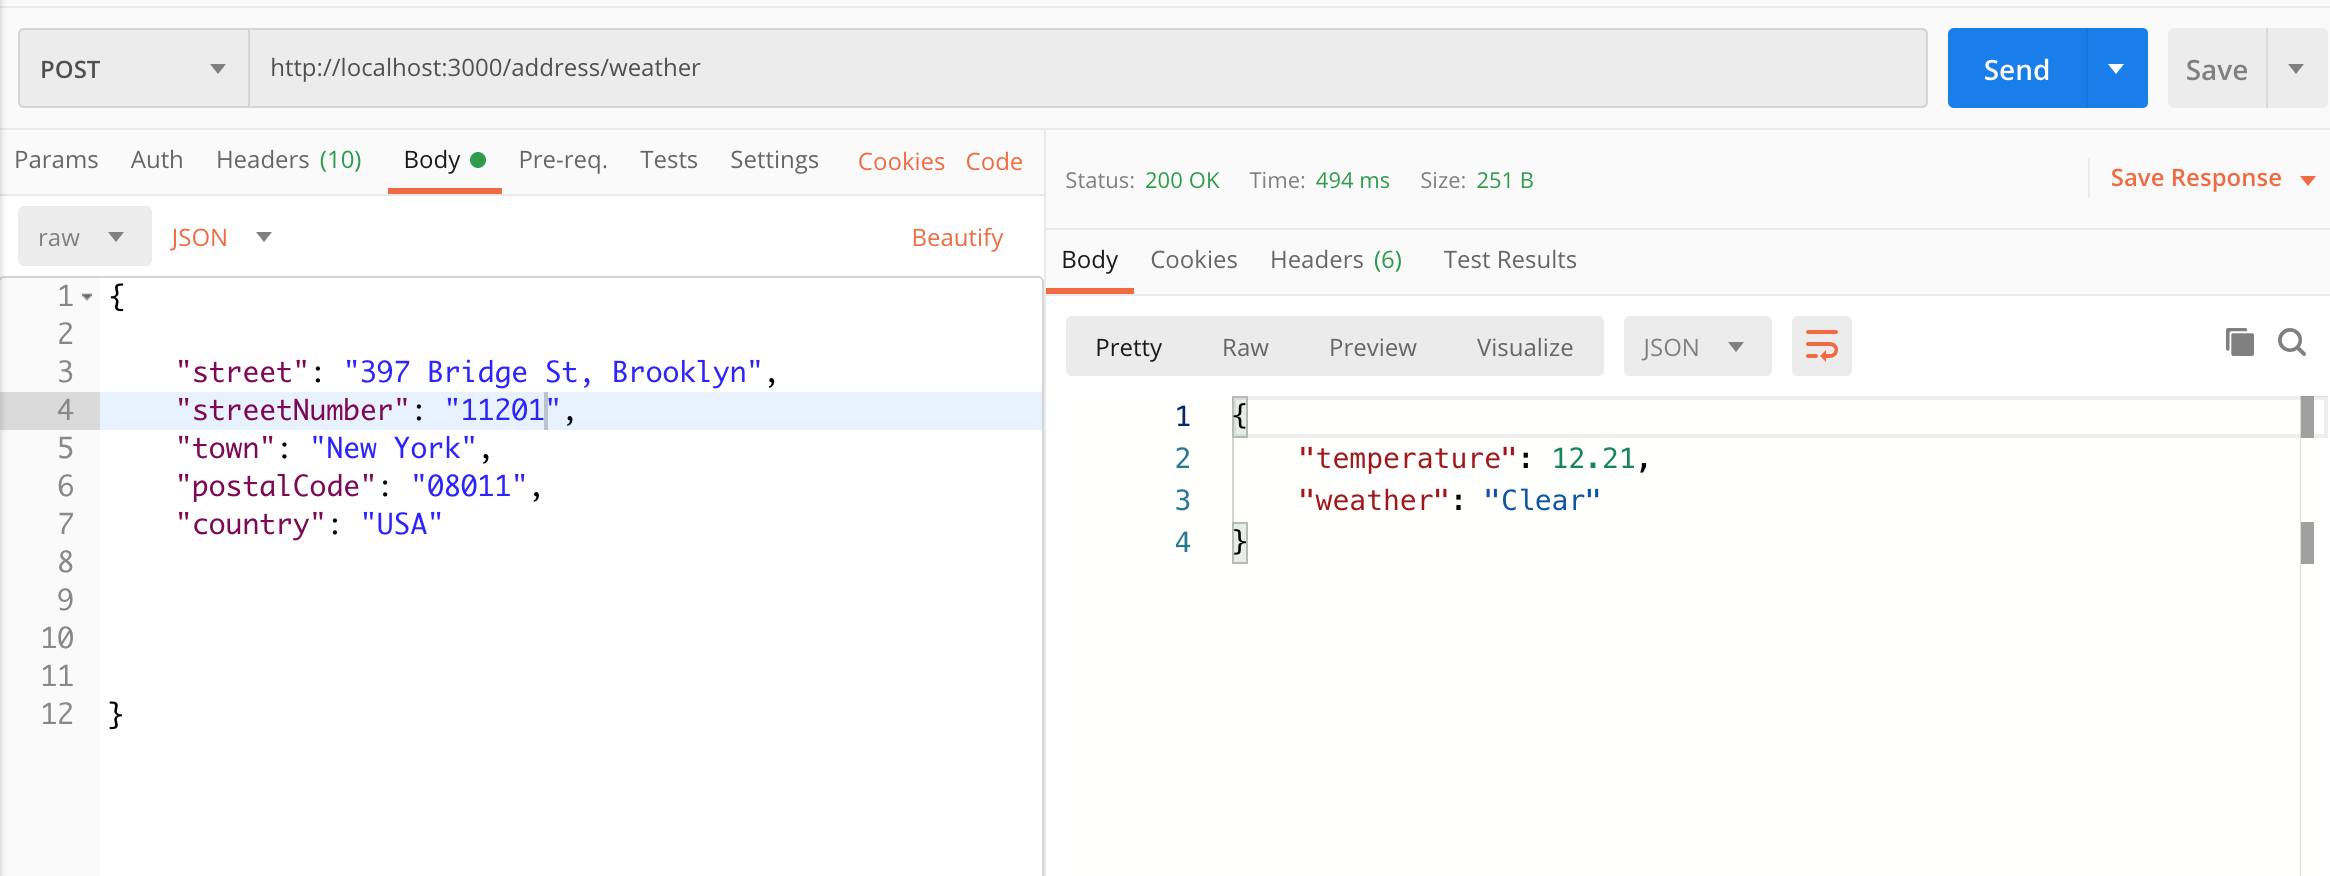 POST http://localhost:3000/address/weather Send Save
Params Auth Headers (10) Body Pre-req. Tests Settings Cookies Code
raw JSON Beautify
1 {
2
3 "street": "397 Bridge St, Brooklyn",
4 "streetNumber": "11201",
5 "town": "New York",
6 "postalCode": "08011",
7 "country": "USA"
8
9
10
11
12 }
Status: 200 OK Time: 494 ms Size: 251 B Save Response
Body Cookies Headers (6) Test Results
Pretty Raw Preview Visualize JSON
1 {
2 "temperature": 12.21,
3 "weather": "Clear"
4 }